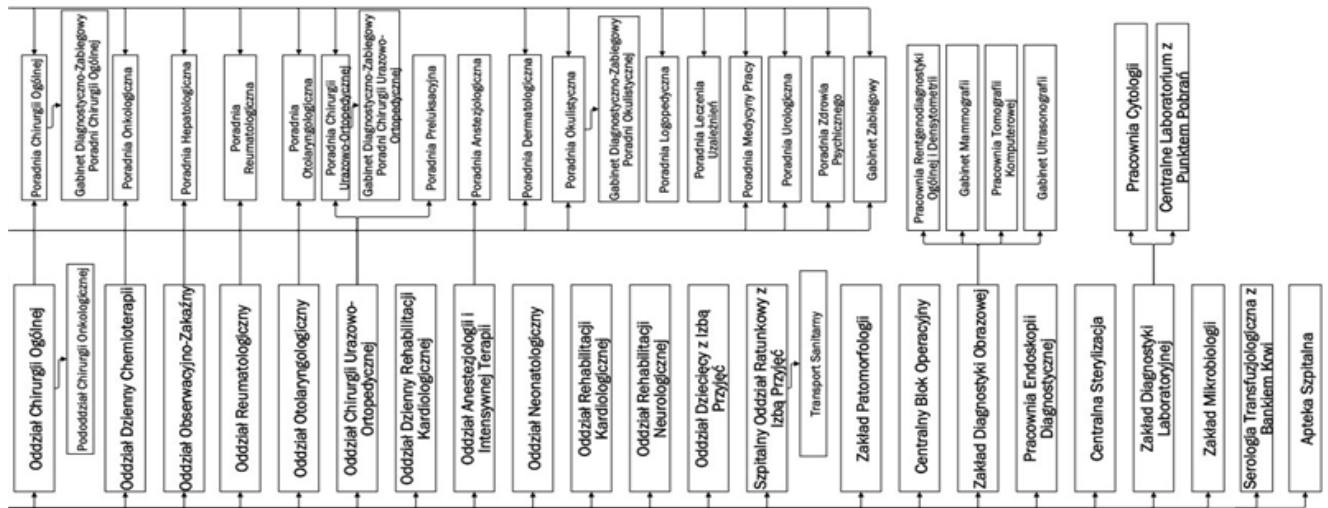 Poradnia Chirurgii Ogólnej
Gabinet Diagnostyczno-Zabiegowy
Poradni Chirurgii Ogólnej
Poradnia Onkologiczna
Poradnia Hepatologiczna
Poradnia
Reumatologiczna
Poradnia
Otolaryngologiczna
Poradnia Chirurgii
Urazowo-Ortopedycznej
Gabinet Diagnostyczno-Zabiegowy
Poradni Chirurgii Urazowo-
Ortopedycznej
Poradnia Preluksacyjna
Poradnia Anstezjologiczna
Poradnia Dermatologiczna
Poradnia Okulistyczna
Gabinet Diagnostyczno-Zabiegowy
Poradni Okulistycznej
Poradnia Logopedyczna
Poradnia Leczenia
Uzależnień
Poradnia Medycyny Pracy
Poradnia Urologiczna
Poradnia Zdrowia
Psychicznego
Gabinet Zabiegowy
Pracownia Rentgenodiagnostyki
Ogólnej i Densytometrii
Gabinet Mammografii
Pracownia Tomografii
Komputerowej
Gabinet Ultrasonografii
Pracownia Cytologii
Centralne Laboratorium z
Punktem Pobrań
Oddział Chirurgii Ogólnej
Pododdział Chirurgii Onkologicznej
Oddział Dzienny Chemioterapii
Oddział Obserwacyjno-Zakaźny
Oddział Reumatologiczny
Oddział Otolaryngologiczny
Oddział Chirurgii Urazowo-
Ortopedycznej
Oddział Dzienny Rehabilitacji
Kardiologicznej
Oddział Anestezjologii i
Intensywnej Terapii
Oddział Neonatologiczny
Oddział Rehabilitacji
Kardiologicznej
Oddział Rehabilitacji
Neurologicznej
Oddział Dziecięcy z Izbą
Przyjęć
Szpitalny Oddział Ratunkowy z
Izbą Przyjęć
Transport Sanitarny
Zakład Patomorfologii
Centralny Blok Operacyjny
Zakład Diagnostyki Obrazowej
Pracownia Endoskopii
Diagnostycznej
Centralna Sterylizacja
Zakład Diagnostyki
Laboratoryjnej
Zakład Mikrobiologii
Serologia Transfuzjologiczna z
Bankiem Krwi
Apteka Szpitalna